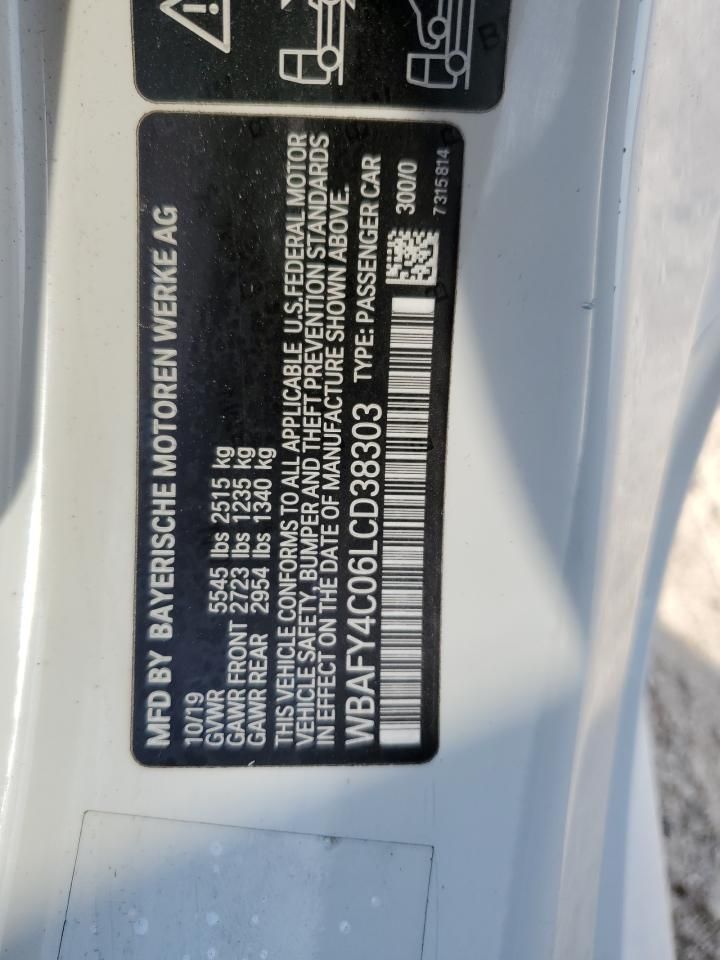 MFD BY BAYERISCHE MOTOREN WERKE AG
10/19
GVWR 5545 lbs 2515 kg
GAWR FRONT 2723 lbs 1235 kg
GAWR REAR 2954 lbs 1340 kg
THIS VEHICLE CONFORMS TO ALL APPLICABLE U.S.FEDERAL MOTOR
VEHICLE SAFETY, BUMPER AND THEFT PREVENTION STANDARDS
IN EFFECT ON THE DATE OF MANUFACTURE SHOWN ABOVE.
WBAFY4C06LCD38303 TYPE: PASSENGER CAR
300/0
7315814